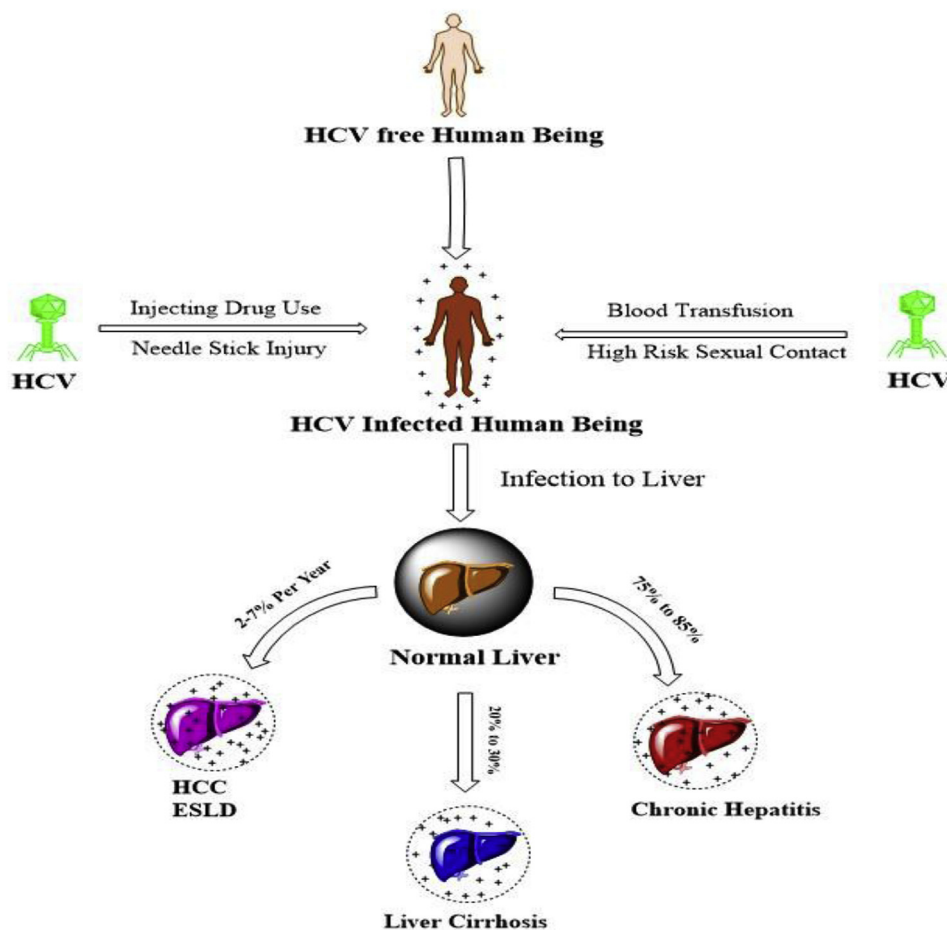 HCV free Human Being
Injecting Drug Use
Needle Stick Injury
HCV
Blood Transfusion
High Risk Sexual Contact
HCV
HCV Infected Human Being
Infection to Liver
2-7% Per Year
75% to 85%
Normal Liver
20% to 30%
HCC
ESLD
Chronic Hepatitis
Liver Cirrhosis